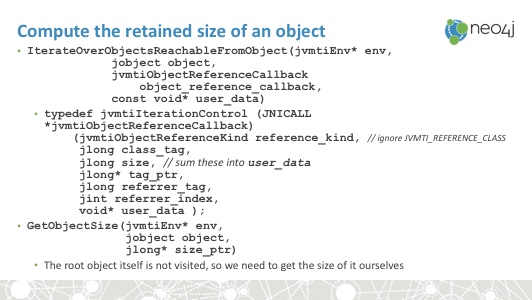 Compute the retained size of an object
neo4j
• IterateOverObjectsReachableFromObject(jvmtiEnv* env,
jobject object,
jvmtiObjectReferenceCallback
object_reference_callback,
const void* user_data)
• typedef jvmtiIterationControl (JNICALL
*jvmtiObjectReferenceCallback)
(jvmtiObjectReferenceKind reference_kind, // ignore JVMTI_REFERENCE_CLASS
jlong class_tag,
jlong size, // sum these into user_data
jlong* tag_ptr,
jlong referrer_tag,
jint referrer_index,
void* user_data );
• GetObjectSize(jvmtiEnv* env,
jobject object,
jlong* size_ptr)
• The root object itself is not visited, so we need to get the size of it ourselves